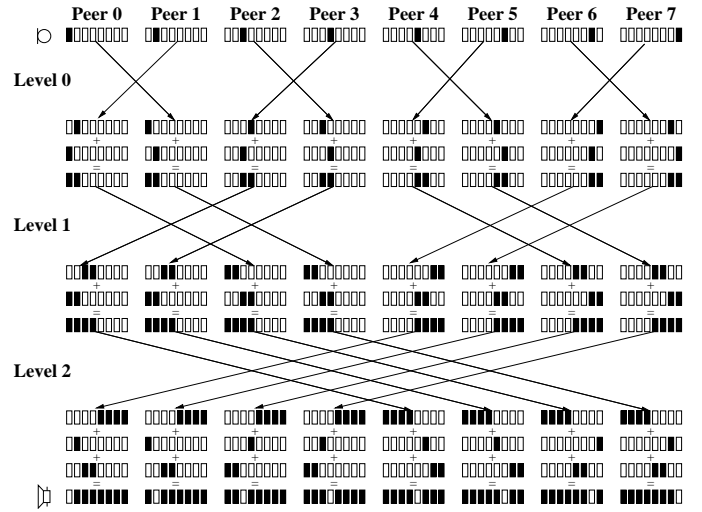 Peer 0 Peer 1 Peer 2 Peer 3 Peer 4 Peer 5 Peer 6 Peer 7
Level 0
+ + + + + + + +
= = = = = = = =
Level 1
+ + + + + + + +
= = = = = = = =
Level 2
+ + + + + + + +
+ + + + + + + +
= = = = = = = =